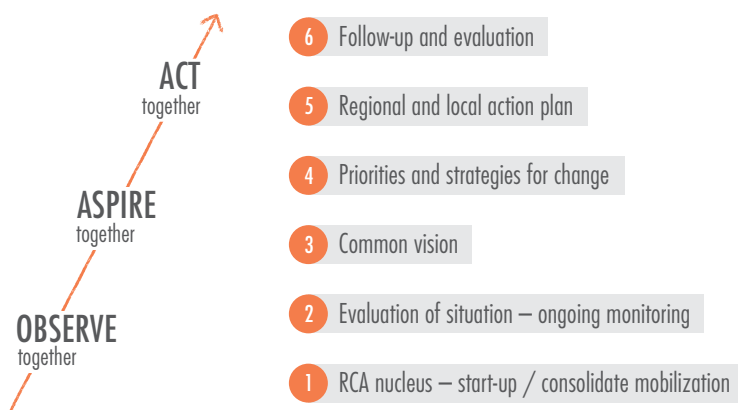 6 Follow-up and evaluation
ACT
together
5 Regional and local action plan
4 Priorities and strategies for change
ASPIRE
together
3 Common vision
2 Evaluation of situation – ongoing monitoring
OBSERVE
together
1 RCA nucleus – start-up / consolidate mobilization